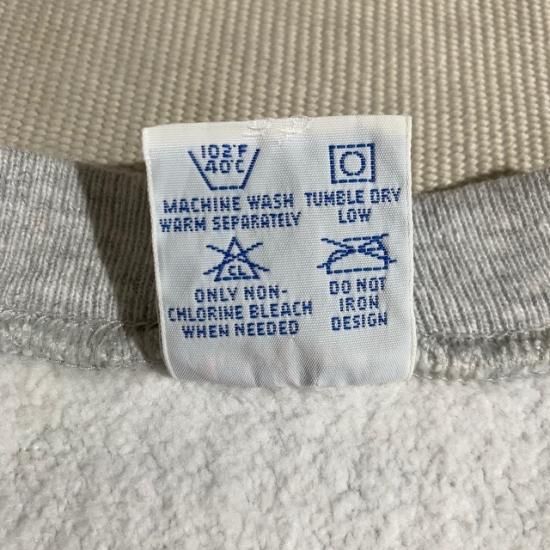 102°F
40°C
MACHINE WASH
WARM SEPARATELY
TUMBLE DRY
LOW
CL
ONLY NON-
CHLORINE BLEACH
WHEN NEEDED
DO NOT
IRON
DESIGN